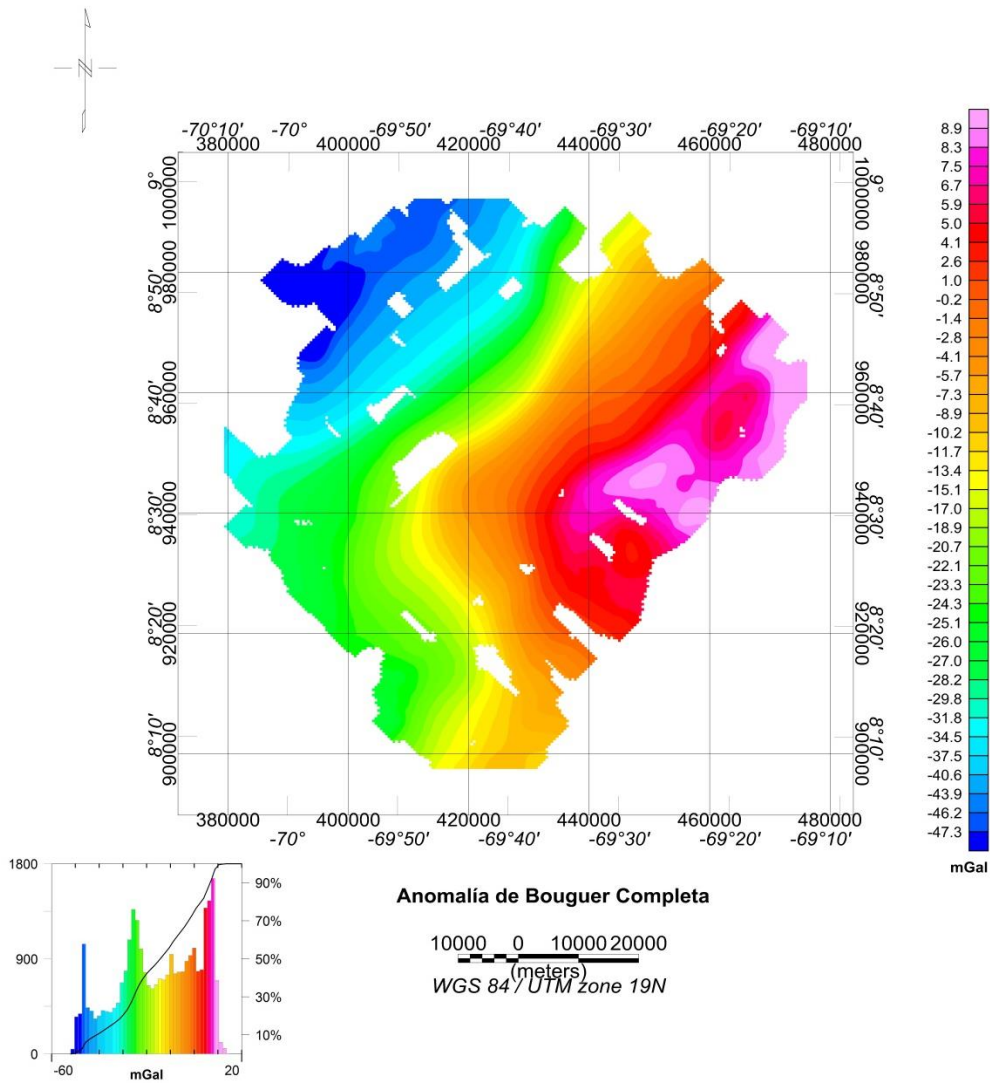 N
-70°10' -70° -69°50' -69°40' -69°30' -69°20' -69°10'
380000 400000 420000 440000 460000 480000
9° 1000000 1000000 9°
8°50' 980000 980000 8°50'
8°40' 960000 960000 8°40'
8°30' 940000 940000 8°30'
8°20' 920000 920000 8°20'
8°10' 900000 900000 8°10'
380000 400000 420000 440000 460000 480000
-70° -69°50' -69°40' -69°30' -69°20' -69°10'
8.9
8.3
7.5
6.7
5.9
5.0
4.1
2.6
1.0
-0.2
-1.4
-2.8
-4.1
-5.7
-7.3
-8.9
-10.2
-11.7
-13.4
-15.1
-17.0
-18.9
-20.7
-22.1
-23.3
-24.3
-25.1
-26.0
-27.0
-28.2
-29.8
-31.8
-34.5
-37.5
-40.6
-43.9
-46.2
-47.3
mGal
1800
900
0
90%
70%
50%
30%
10%
-60 mGal 20
Anomalía de Bouguer Completa
10000 0 10000 20000
(meters)
WGS 84 / UTM zone 19N